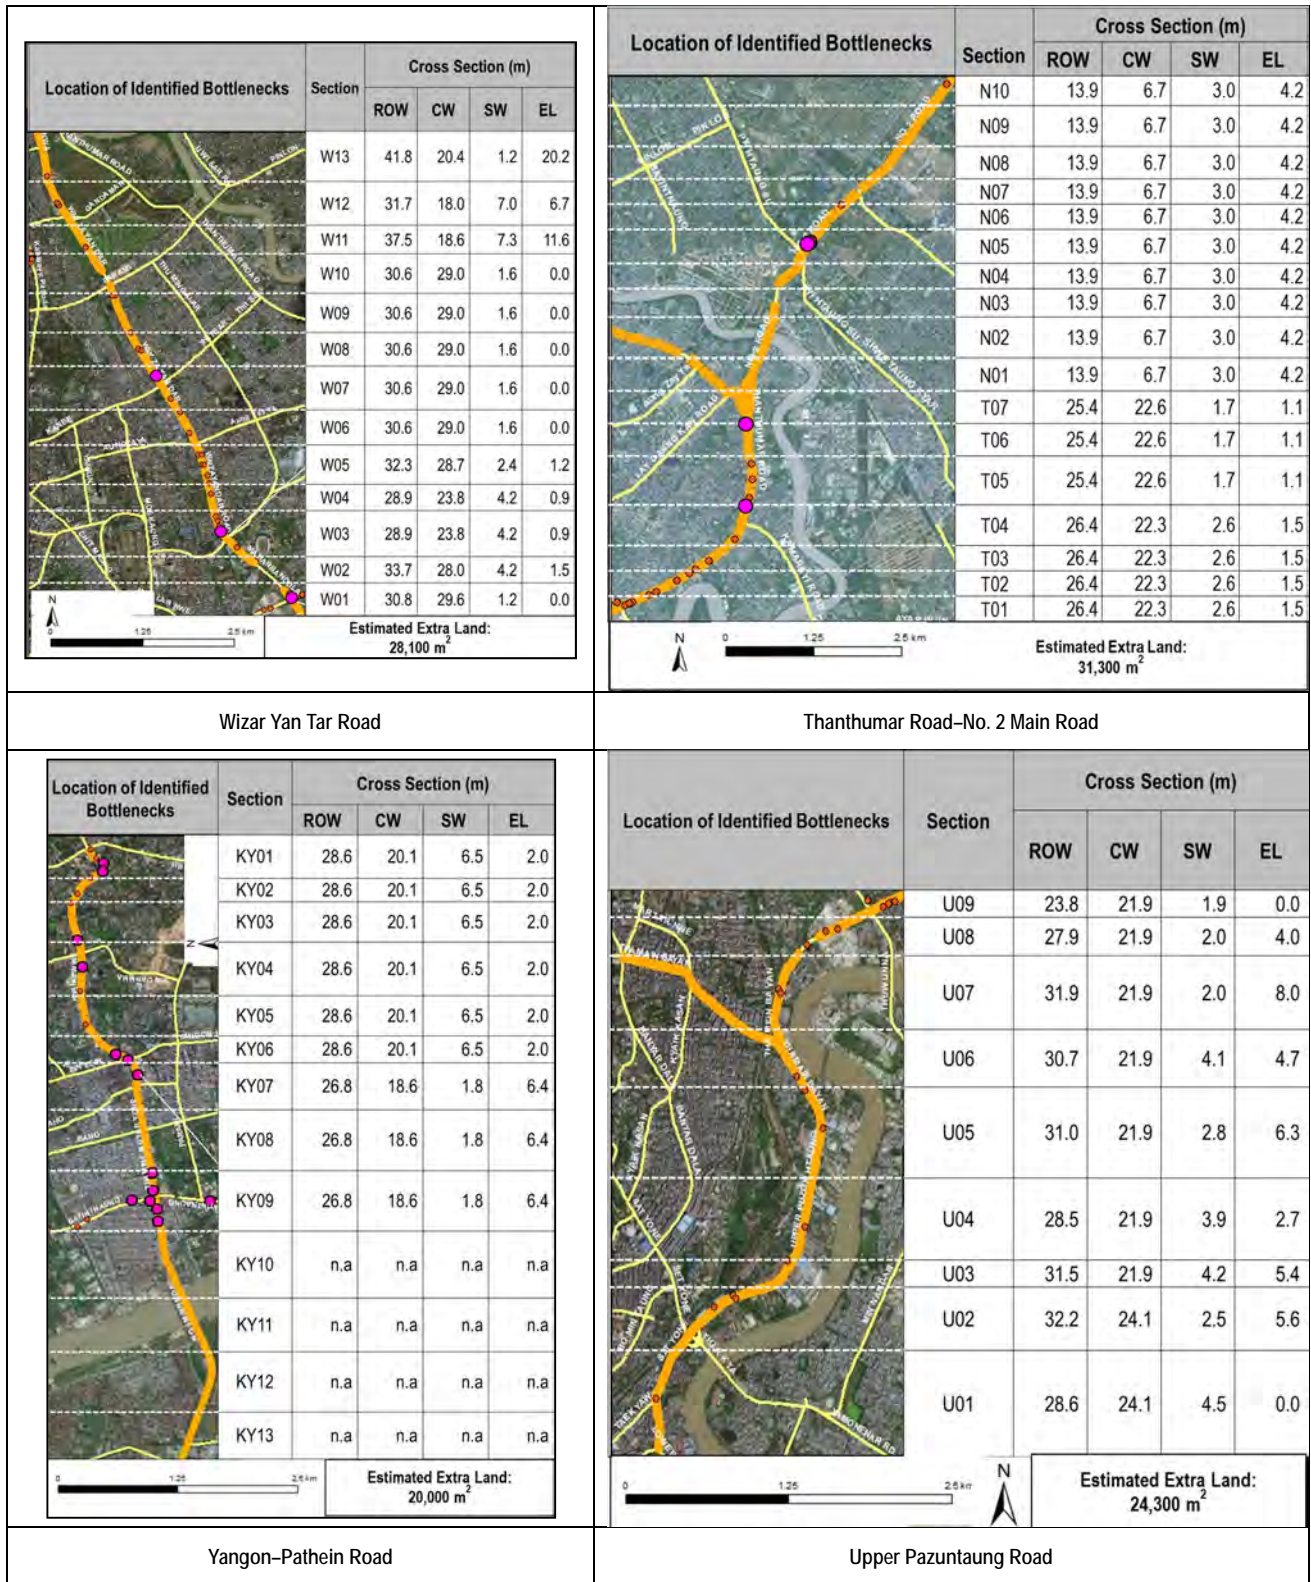 Location of Identified Bottlenecks
Section
Cross Section (m)
ROW CW SW EL
W13 41.8 20.4 1.2 20.2
W12 31.7 18.0 7.0 6.7
W11 37.5 18.6 7.3 11.6
W10 30.6 29.0 1.6 0.0
W09 30.6 29.0 1.6 0.0
W08 30.6 29.0 1.6 0.0
W07 30.6 29.0 1.6 0.0
W06 30.6 29.0 1.6 0.0
W05 32.3 28.7 2.4 1.2
W04 28.9 23.8 4.2 0.9
W03 28.9 23.8 4.2 0.9
W02 33.7 28.0 4.2 1.5
W01 30.8 29.6 1.2 0.0
N
0 1.25 2.5 km
Estimated Extra Land:
28,100 m2
Wizar Yan Tar Road
Location of Identified Bottlenecks
Section
Cross Section (m)
ROW CW SW EL
N10 13.9 6.7 3.0 4.2
N09 13.9 6.7 3.0 4.2
N08 13.9 6.7 3.0 4.2
N07 13.9 6.7 3.0 4.2
N06 13.9 6.7 3.0 4.2
N05 13.9 6.7 3.0 4.2
N04 13.9 6.7 3.0 4.2
N03 13.9 6.7 3.0 4.2
N02 13.9 6.7 3.0 4.2
N01 13.9 6.7 3.0 4.2
T07 25.4 22.6 1.7 1.1
T06 25.4 22.6 1.7 1.1
T05 25.4 22.6 1.7 1.1
T04 26.4 22.3 2.6 1.5
T03 26.4 22.3 2.6 1.5
T02 26.4 22.3 2.6 1.5
T01 26.4 22.3 2.6 1.5
N
0 1.25 2.5 km
Estimated Extra Land:
31,300 m2
Thanthumar Road–No. 2 Main Road
Location of Identified
Bottlenecks
Section
Cross Section (m)
ROW CW SW EL
KY01 28.6 20.1 6.5 2.0
KY02 28.6 20.1 6.5 2.0
KY03 28.6 20.1 6.5 2.0
KY04 28.6 20.1 6.5 2.0
KY05 28.6 20.1 6.5 2.0
KY06 28.6 20.1 6.5 2.0
KY07 26.8 18.6 1.8 6.4
KY08 26.8 18.6 1.8 6.4
KY09 26.8 18.6 1.8 6.4
KY10 n.a n.a n.a n.a
KY11 n.a n.a n.a n.a
KY12 n.a n.a n.a n.a
KY13 n.a n.a n.a n.a
N
0 1.25 2.5 km
Estimated Extra Land:
20,000 m2
Yangon–Pathein Road
Location of Identified Bottlenecks
Section
Cross Section (m)
ROW CW SW EL
U09 23.8 21.9 1.9 0.0
U08 27.9 21.9 2.0 4.0
U07 31.9 21.9 2.0 8.0
U06 30.7 21.9 4.1 4.7
U05 31.0 21.9 2.8 6.3
U04 28.5 21.9 3.9 2.7
U03 31.5 21.9 4.2 5.4
U02 32.2 24.1 2.5 5.6
U01 28.6 24.1 4.5 0.0
0 1.25 2.5 km
N
Estimated Extra Land:
24,300 m2
Upper Pazuntaung Road